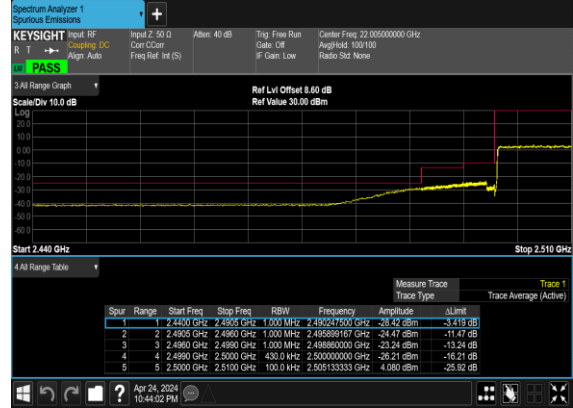 Spectrum Analyzer 1
Spurious Emissions
KEYSIGHT Input: RF Input Z: 50 Ω Atten: 40 dB Trig: Free Run Center Freq: 22.005000000 GHz
R T Coupling: DC Corr CCorr Gate: Off Avg|Hold: 100/100
Align: Auto Freq Ref: Int (S) IF Gain: Low Radio Std: None
PASS
3 All Range Graph
Ref Lvl Offset 8.60 dB
Scale/Div 10.0 dB Ref Value 30.00 dBm
Log
20.0
10.0
0.00
-10.0
-20.0
-30.0
-40.0
-50.0
-60.0
Start 2.440 GHz Stop 2.510 GHz
4 All Range Table
Measure Trace Trace 1
Trace Type Trace Average (Active)
Spur Range Start Freq Stop Freq RBW Frequency Amplitude ΔLimit
1 1 2.4400 GHz 2.4905 GHz 1.000 MHz 2.490247500 GHz -28.42 dBm -3.419 dB
2 2 2.4905 GHz 2.4960 GHz 1.000 MHz 2.495899167 GHz -24.47 dBm -11.47 dB
3 3 2.4960 GHz 2.4990 GHz 1.000 MHz 2.498860000 GHz -23.24 dBm -13.24 dB
4 4 2.4990 GHz 2.5000 GHz 430.0 kHz 2.500000000 GHz -26.21 dBm -16.21 dB
5 5 2.5000 GHz 2.5100 GHz 100.0 kHz 2.505133333 GHz 4.080 dBm -25.92 dB
Apr 24, 2024
10:44:02 PM